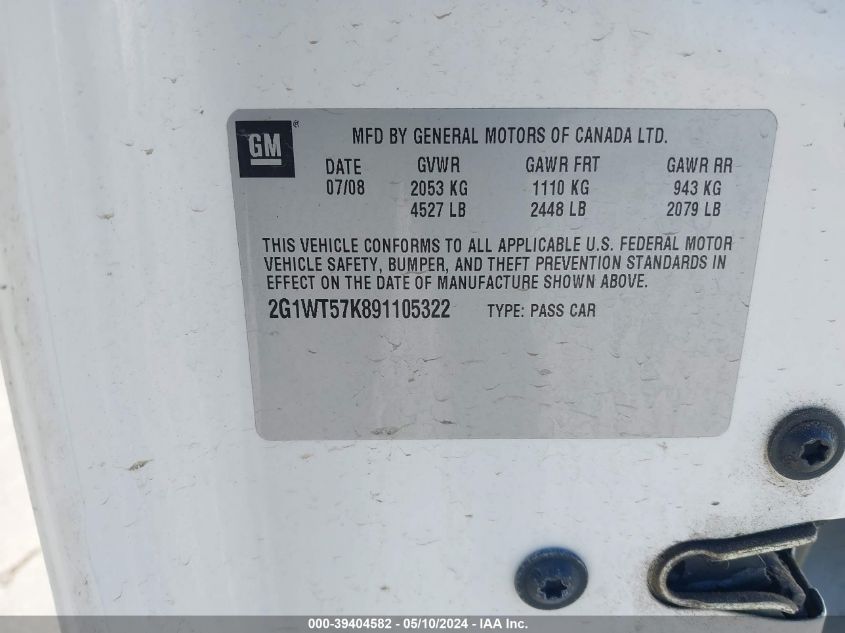 GM® MFD BY GENERAL MOTORS OF CANADA LTD.
DATE GVWR GAWR FRT GAWR RR
07/08 2053 KG 1110 KG 943 KG
4527 LB 2448 LB 2079 LB
THIS VEHICLE CONFORMS TO ALL APPLICABLE U.S. FEDERAL MOTOR
VEHICLE SAFETY, BUMPER, AND THEFT PREVENTION STANDARDS IN
EFFECT ON THE DATE OF MANUFACTURE SHOWN ABOVE.
2G1WT57K891105322 TYPE: PASS CAR
000-39404582 - 05/10/2024 - IAA Inc.